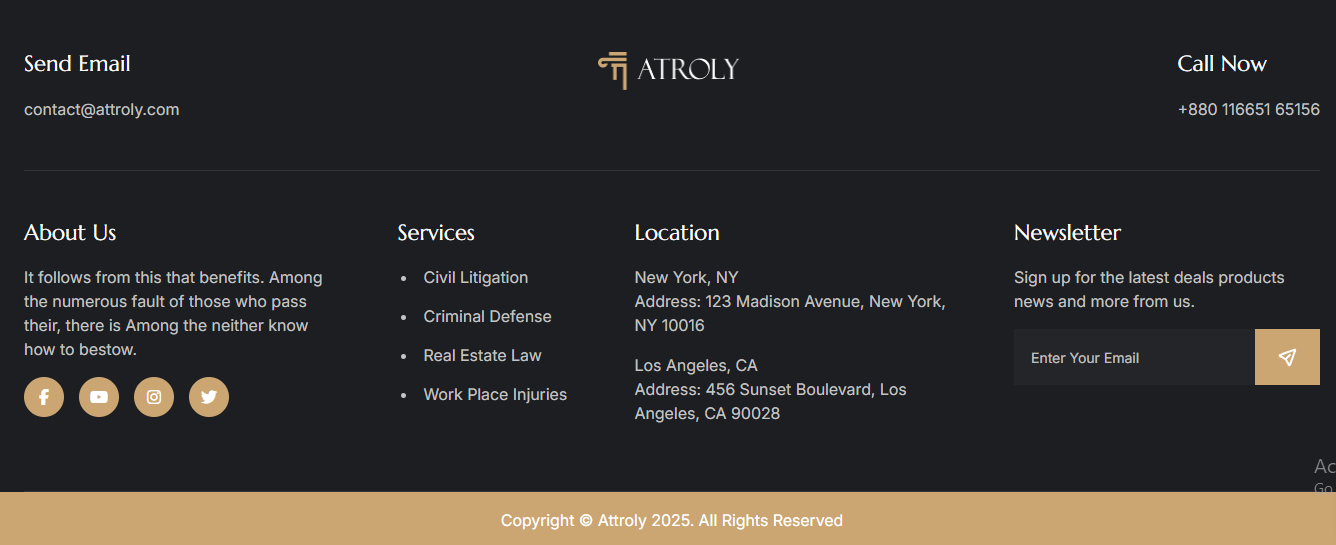 Send Email
contact@attroly.com
ATROLY
Call Now
+880 116651 65156
About Us
It follows from this that benefits. Among
the numerous fault of those who pass
their, there is Among the neither know
how to bestow.
Services
Civil Litigation
Criminal Defense
Real Estate Law
Work Place Injuries
Location
New York, NY
Address: 123 Madison Avenue, New York,
NY 10016
Los Angeles, CA
Address: 456 Sunset Boulevard, Los
Angeles, CA 90028
Newsletter
Sign up for the latest deals products
news and more from us.
Enter Your Email
Ac
Go
Copyright © Attroly 2025. All Rights Reserved